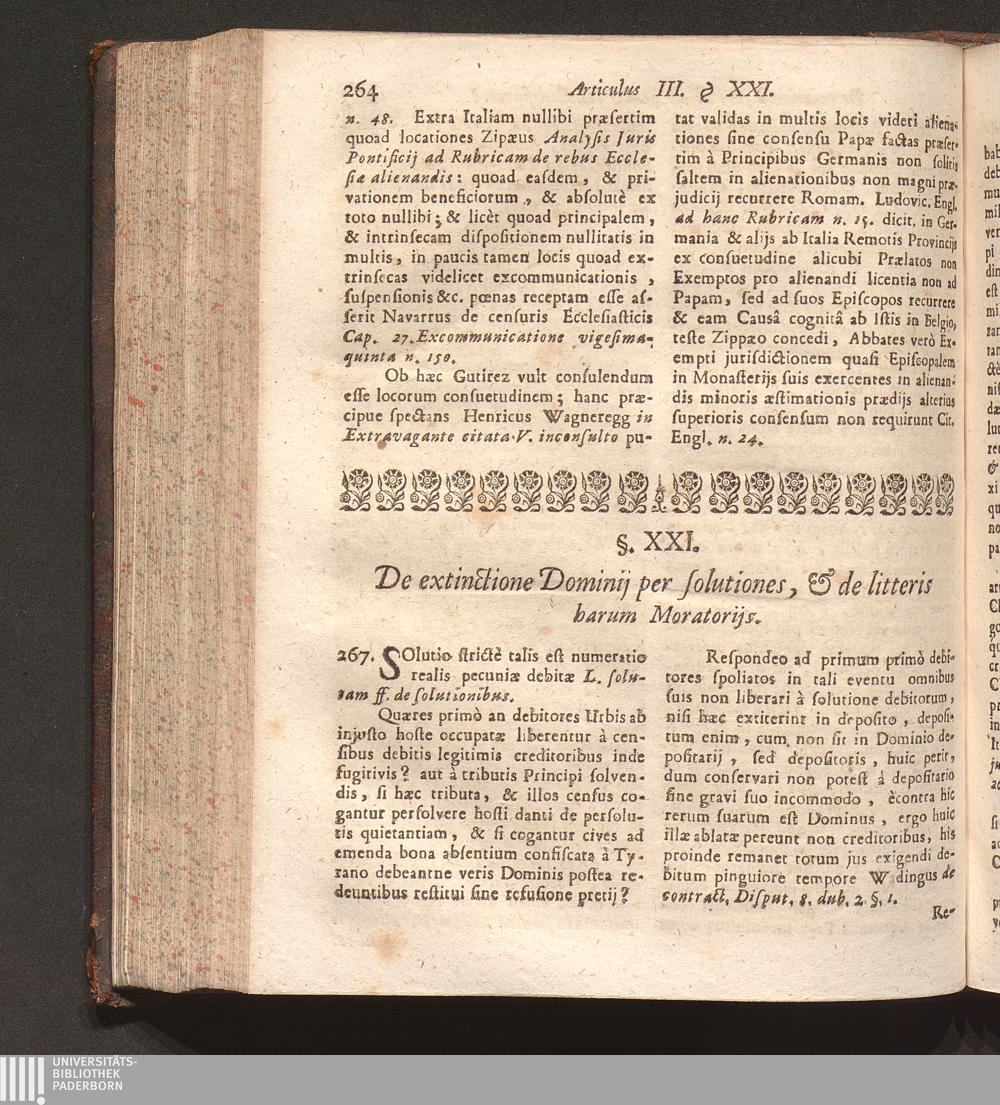 264 Articulus III. § XXI.
n. 48. Extra Italiam nullibi præſertim
quoad locationes Zipæus Analyſis Juris
Pontificij ad Rubricam de rebus Eccle-
ſiæ alienandis: quoad eaſdem, & pri-
vationem beneficiorum, & abſolutè ex
toto nullibi; & licèt quoad principalem,
& intrinſecam diſpoſitionem nullitatis in
multis, in paucis tamen locis quoad ex-
trinſecas videlicet excommunicationis,
ſuſpenſionis &c. pœnas receptam eſſe aſ-
ſerit Navarrus de cenſuris Eccleſiaſticis
Cap. 27. Excommunicatione vigeſima-
quinta n. 150.
Ob hæc Gutirez vult conſulendum
eſſe locorum conſuetudinem; hanc præ-
cipue ſpectans Henricus Wagneregg in
Extravagante citata V. inconſulto pu-
tat validas in multis locis videri aliena-
tiones ſine conſenſu Papæ factas præſer-
tim à Principibus Germanis non ſolitis
ſaltem in alienationibus non magni præ-
judicij recurrere Romam. Ludovic. Engl.
ad hanc Rubricam n. 15. dicit, in Ger-
mania & alijs ab Italia Remotis Provincijs
ex conſuetudine alicubi Prælatos non
Exemptos pro alienandi licentia non ad
Papam, ſed ad ſuos Epiſcopos recurrere
& eam Causâ cognitâ ab Iſtis in Belgio,
teſte Zippæo concedi, Abbates verò Ex-
empti jurisdictionem quaſi Epiſcopalem
in Monaſterijs ſuis exercentes in alienan-
dis minoris æſtimationis prædijs alterius
ſuperioris conſenſum non requirunt Cit.
Engl. n. 24.
§. XXI.
De extinctione Dominij per ſolutiones, & de litteris
harum Moratorijs.
267. SOlutio ſtrictè talis eſt numeratio
realis pecuniæ debitæ L. ſolu-
tam ff. de ſolutionibus.
Quæres primò an debitores Urbis ab
injuſto hoſte occupatæ liberentur à cen-
ſibus debitis legitimis creditoribus inde
fugitivis? aut à tributis Principi ſolven-
dis, ſi hæc tributa, & illos cenſus co-
gantur perſolvere hoſti danti de perſolu-
tis quietantiam, & ſi cogantur cives ad
emenda bona abſentium confiſcata à Ty-
rano debeantne veris Dominis poſtea re-
deuntibus reſtitui ſine refuſione pretij?
Reſpondeo ad primum primò debi-
tores ſpoliatos in tali eventu omnibus
ſuis non liberari à ſolutione debitorum,
niſi hæc extiterint in depoſito, depoſi-
tum enim, cum non ſit in Dominio de-
poſitarij, ſed depoſitoris, huic perit,
dum conſervari non poteſt à depoſitario
ſine gravi ſuo incommodo, ècontra hic
rerum ſuarum eſt Dominus, ergo huic
illæ ablatæ pereunt non creditoribus, his
proinde remanet totum jus exigendi de-
bitum pinguiore tempore Wadingus de
contract. Diſput. 8. dub. 2. §. 1.
Re-
UNIVERSITÄTS-
BIBLIOTHEK
PADERBORN